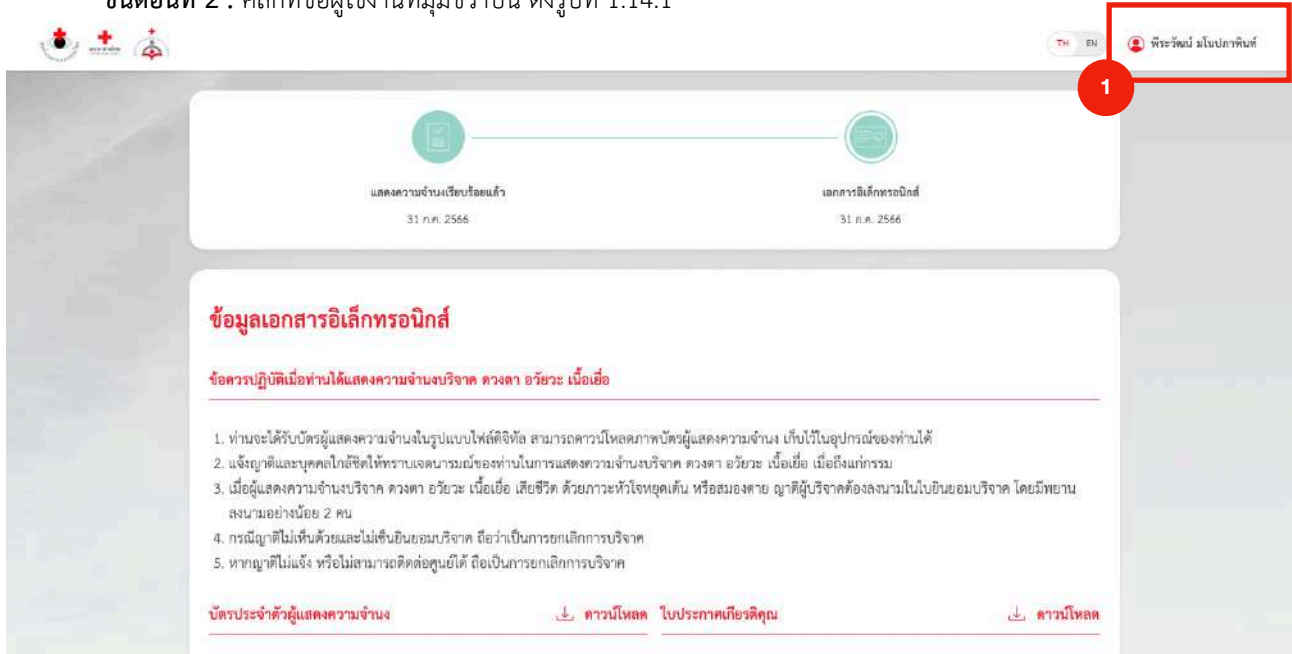 ขั้นตอนที่ 2 : คลิกที่ชื่อผู้ใช้งานที่มุมขวาบน ดังรูปที่ 1.14.1
TH EN พีระวัฒน์ มโนปภาพินท์
1
แสดงความจำนงเรียบร้อยแล้ว เอกสารอิเล็กทรอนิกส์
31 ก.ค. 2566 31 ก.ค. 2566
ข้อมูลเอกสารอิเล็กทรอนิกส์
ข้อควรปฏิบัติเมื่อท่านได้แสดงความจำนงบริจาค ดวงตา อวัยวะ เนื้อเยื่อ
1. ท่านจะได้รับบัตรผู้แสดงความจำนงในรูปแบบไฟล์ดิจิทัล สามารถดาวน์โหลดภาพบัตรผู้แสดงความจำนง เก็บไว้ในอุปกรณ์ของท่านได้
2. แจ้งญาติและบุคคลใกล้ชิดให้ทราบเจตนารมณ์ของท่านในการแสดงความจำนงบริจาค ดวงตา อวัยวะ เนื้อเยื่อ เมื่อถึงแก่กรรม
3. เมื่อผู้แสดงความจำนงบริจาค ดวงตา อวัยวะ เนื้อเยื่อ เสียชีวิต ด้วยภาวะหัวใจหยุดเต้น หรือสมองตาย ญาติผู้บริจาคต้องลงนามในใบยินยอมบริจาค โดยมีพยาน
ลงนามอย่างน้อย 2 คน
4. กรณีญาติไม่เห็นด้วยและไม่เซ็นยินยอมบริจาค ถือว่าเป็นการยกเลิกการบริจาค
5. หากญาติไม่แจ้ง หรือไม่สามารถติดต่อศูนย์ได้ ถือเป็นการยกเลิกการบริจาค
บัตรประจำตัวผู้แสดงความจำนง ดาวน์โหลด ใบประกาศเกียรติคุณ ดาวน์โหลด